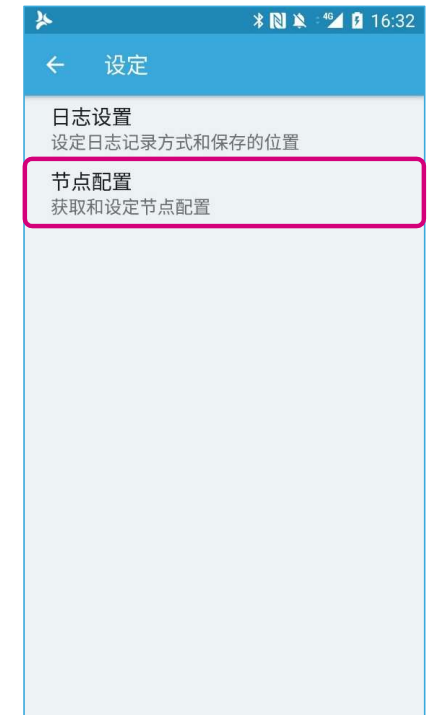 4G 16:32
设定
日志设置
设定日志记录方式和保存的位置
节点配置
获取和设定节点配置